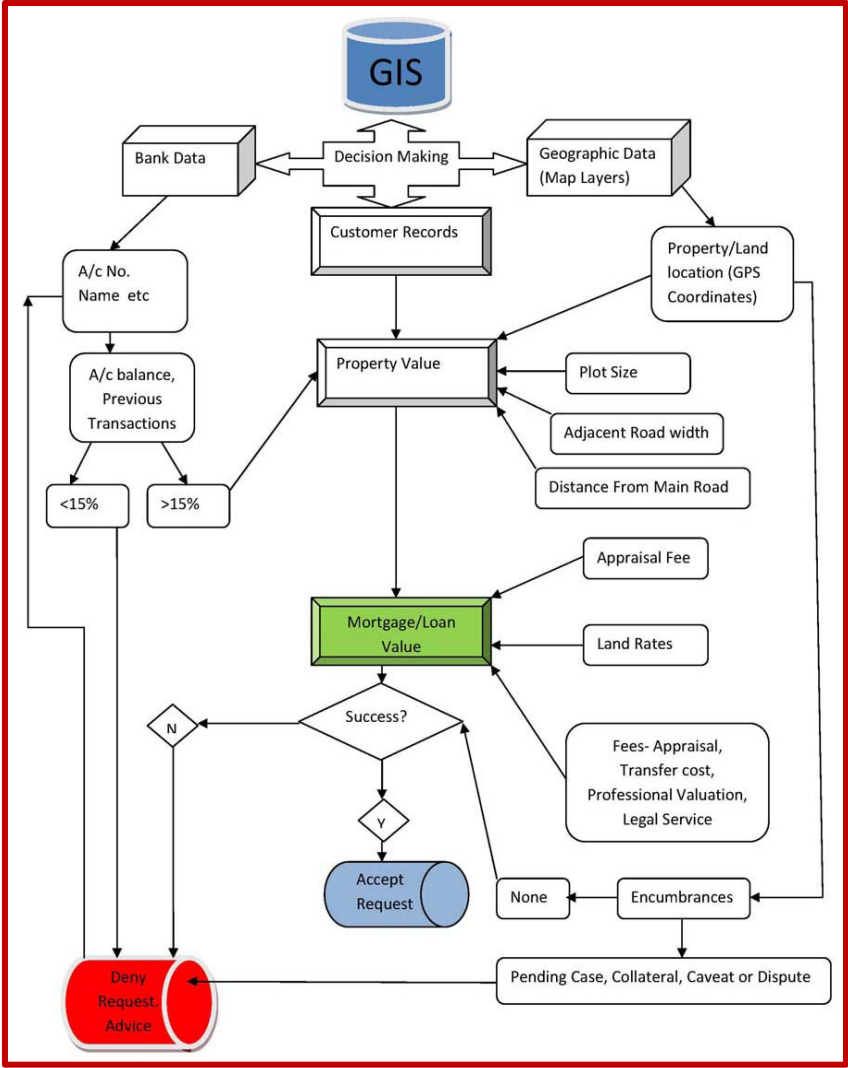 GIS
Bank Data
Decision Making
Geographic Data
(Map Layers)
Customer Records
A/c No.
Name etc
Property/Land
location (GPS
Coordinates)
Property Value
Plot Size
A/c balance,
Previous
Transactions
Adjacent Road width
<15%
>15%
Distance From Main Road
Appraisal Fee
Mortgage/Loan
Value
Land Rates
Success?
N
Fees- Appraisal,
Transfer cost,
Professional Valuation,
Legal Service
Y
Accept
Request
None
Encumbrances
Pending Case, Collateral, Caveat or Dispute
Deny
Request.
Advice